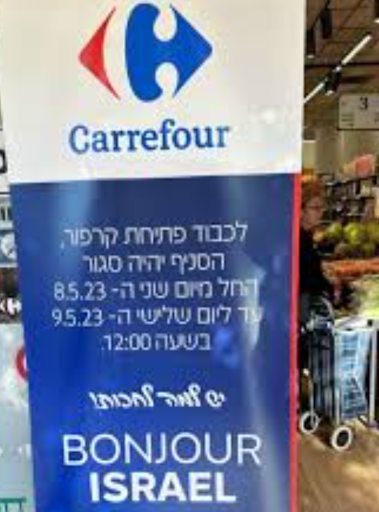 Carrefour
לכבוד פתיחת קרפור,
הסניף יהיה סגור
החל מיום שני ה- 8.5.23
עד ליום שלישי ה- 9.5.23
בשעה 12:00.
יש למה לחכות!
BONJOUR
ISRAEL
3